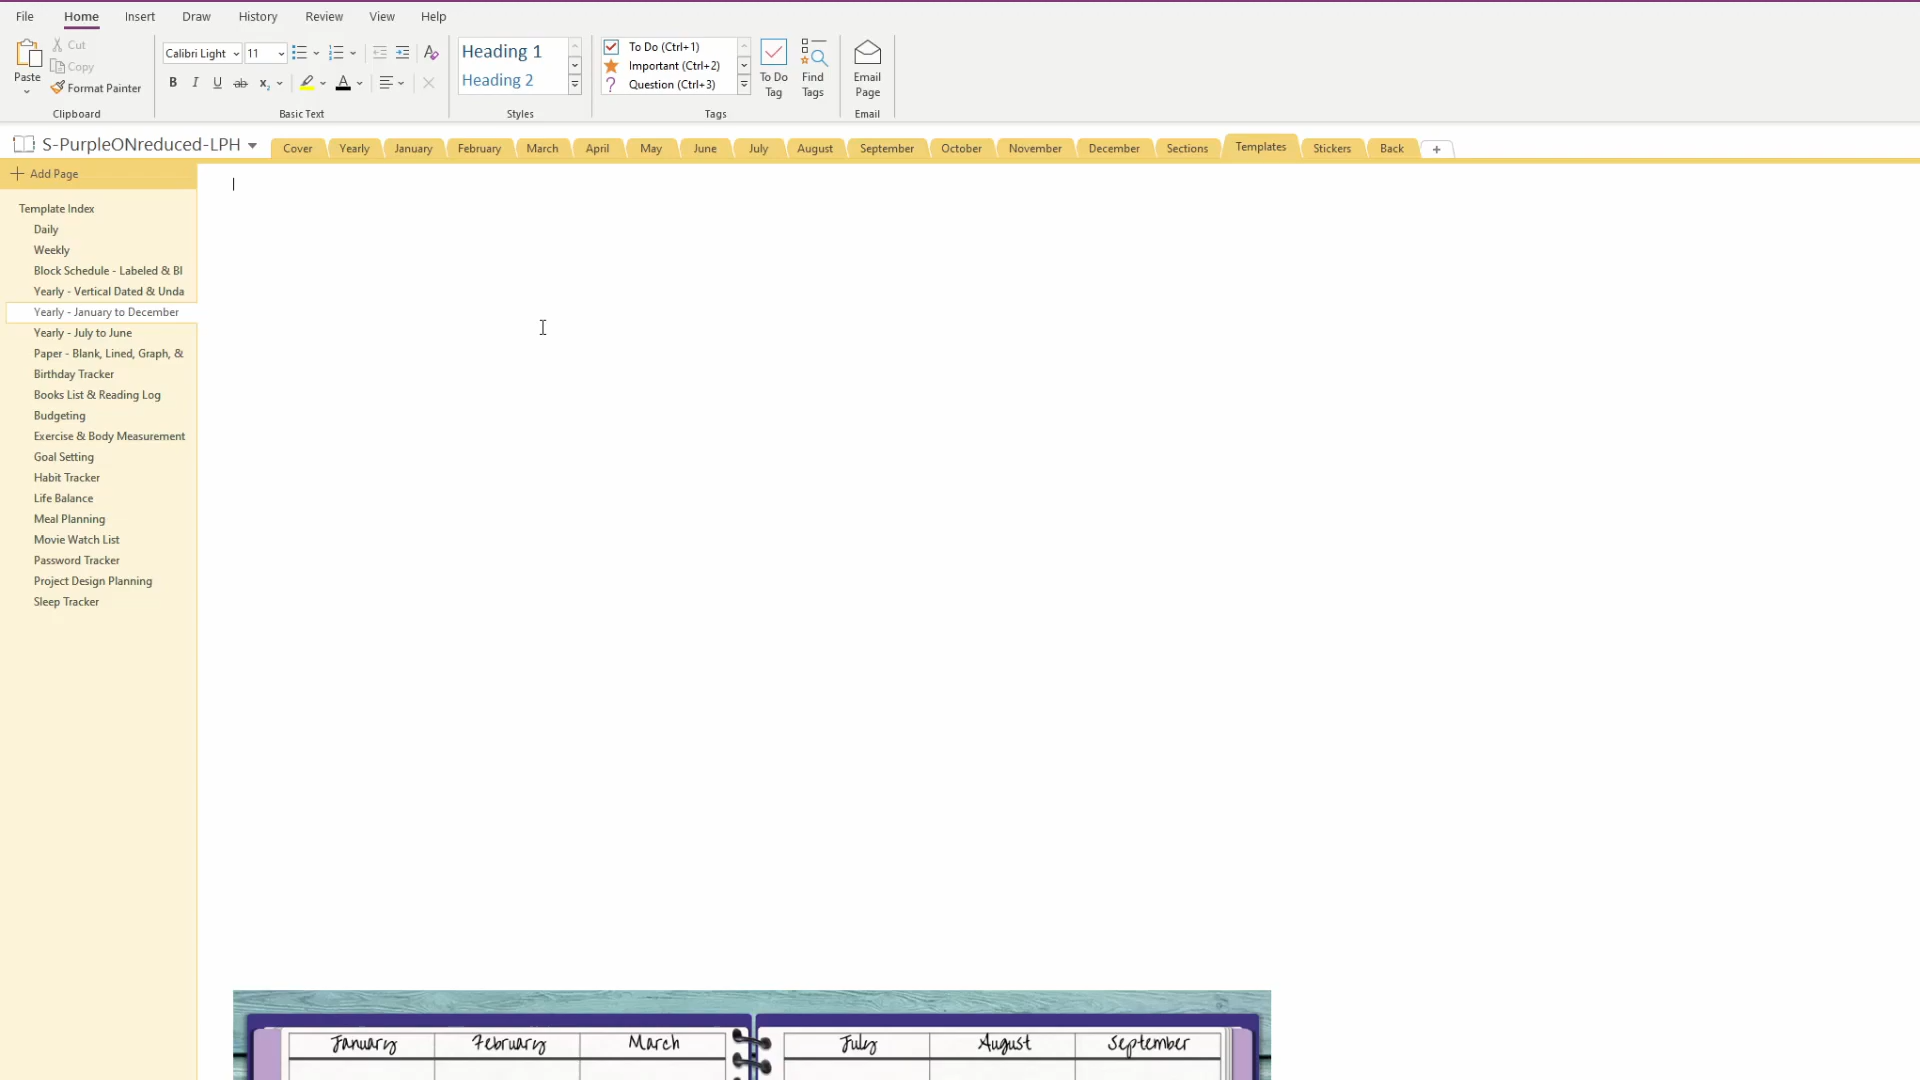 File Home Insert Draw History Review View Help
Cut
Copy
Format Painter
Paste
Clipboard
Calibri Light 11
B I U ab x₂ A
Basic Text
Heading 1
Heading 2
Styles
To Do (Ctrl+1)
Important (Ctrl+2)
? Question (Ctrl+3)
To Do Tag
Find Tags
Tags
Email Page
Email
S-PurpleONreduced-LPH
Cover Yearly January February March April May June July August September October November December Sections Templates Stickers Back +
Add Page
Template Index
Daily
Weekly
Block Schedule - Labeled & Bl
Yearly - Vertical Dated & Unda
Yearly - January to December
Yearly - July to June
Paper - Blank, Lined, Graph, &
Birthday Tracker
Books List & Reading Log
Budgeting
Exercise & Body Measurement
Goal Setting
Habit Tracker
Life Balance
Meal Planning
Movie Watch List
Password Tracker
Project Design Planning
Sleep Tracker
January February March July August September